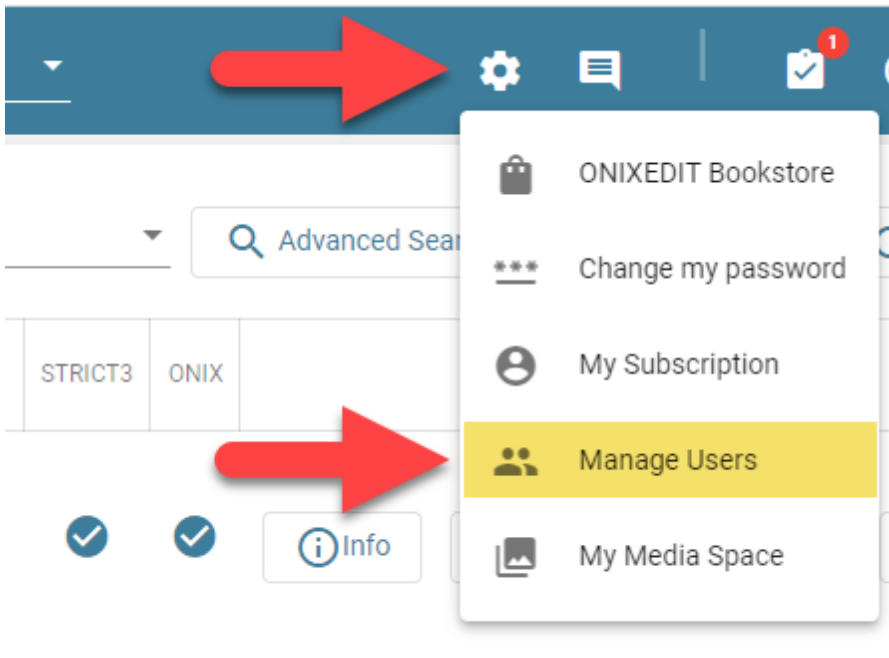 1
ONIXEDIT Bookstore
Advanced Sear
*** Change my password
STRICT3 ONIX
My Subscription
Manage Users
Info
My Media Space